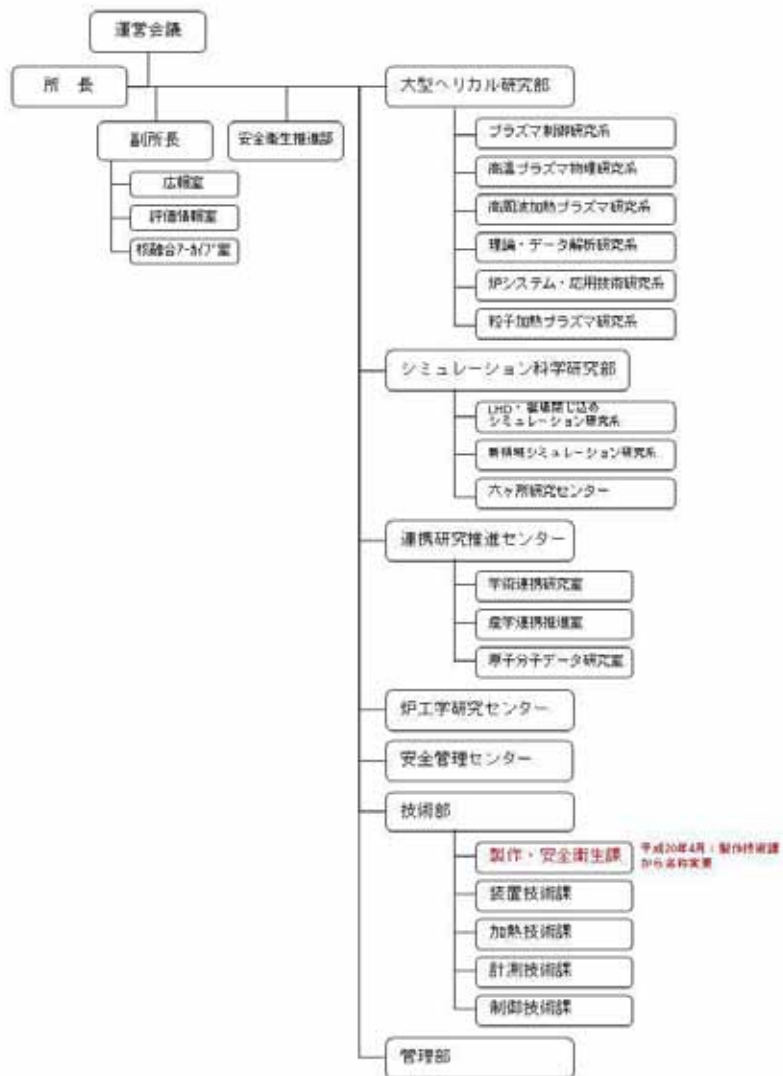 運営会議
所　長
副所長
安全衛生推進部
広報室
評価情報室
核融合ｱｰｶｲﾌﾞ室
大型ヘリカル研究部
プラズマ制御研究系
高温プラズマ物理研究系
高周波加熱プラズマ研究系
理論・データ解析研究系
炉システム・応用技術研究系
粒子加熱プラズマ研究系
シミュレーション科学研究部
LHD・磁場閉じ込め
シミュレーション研究系
新領域シミュレーション研究系
六ヶ所研究センター
連携研究推進センター
学術連携研究室
産学連携推進室
原子分子データ研究室
炉工学研究センター
安全管理センター
技術部
製作・安全衛生課
平成20年4月：製作技術課
から名称変更
装置技術課
加熱技術課
計測技術課
制御技術課
管理部